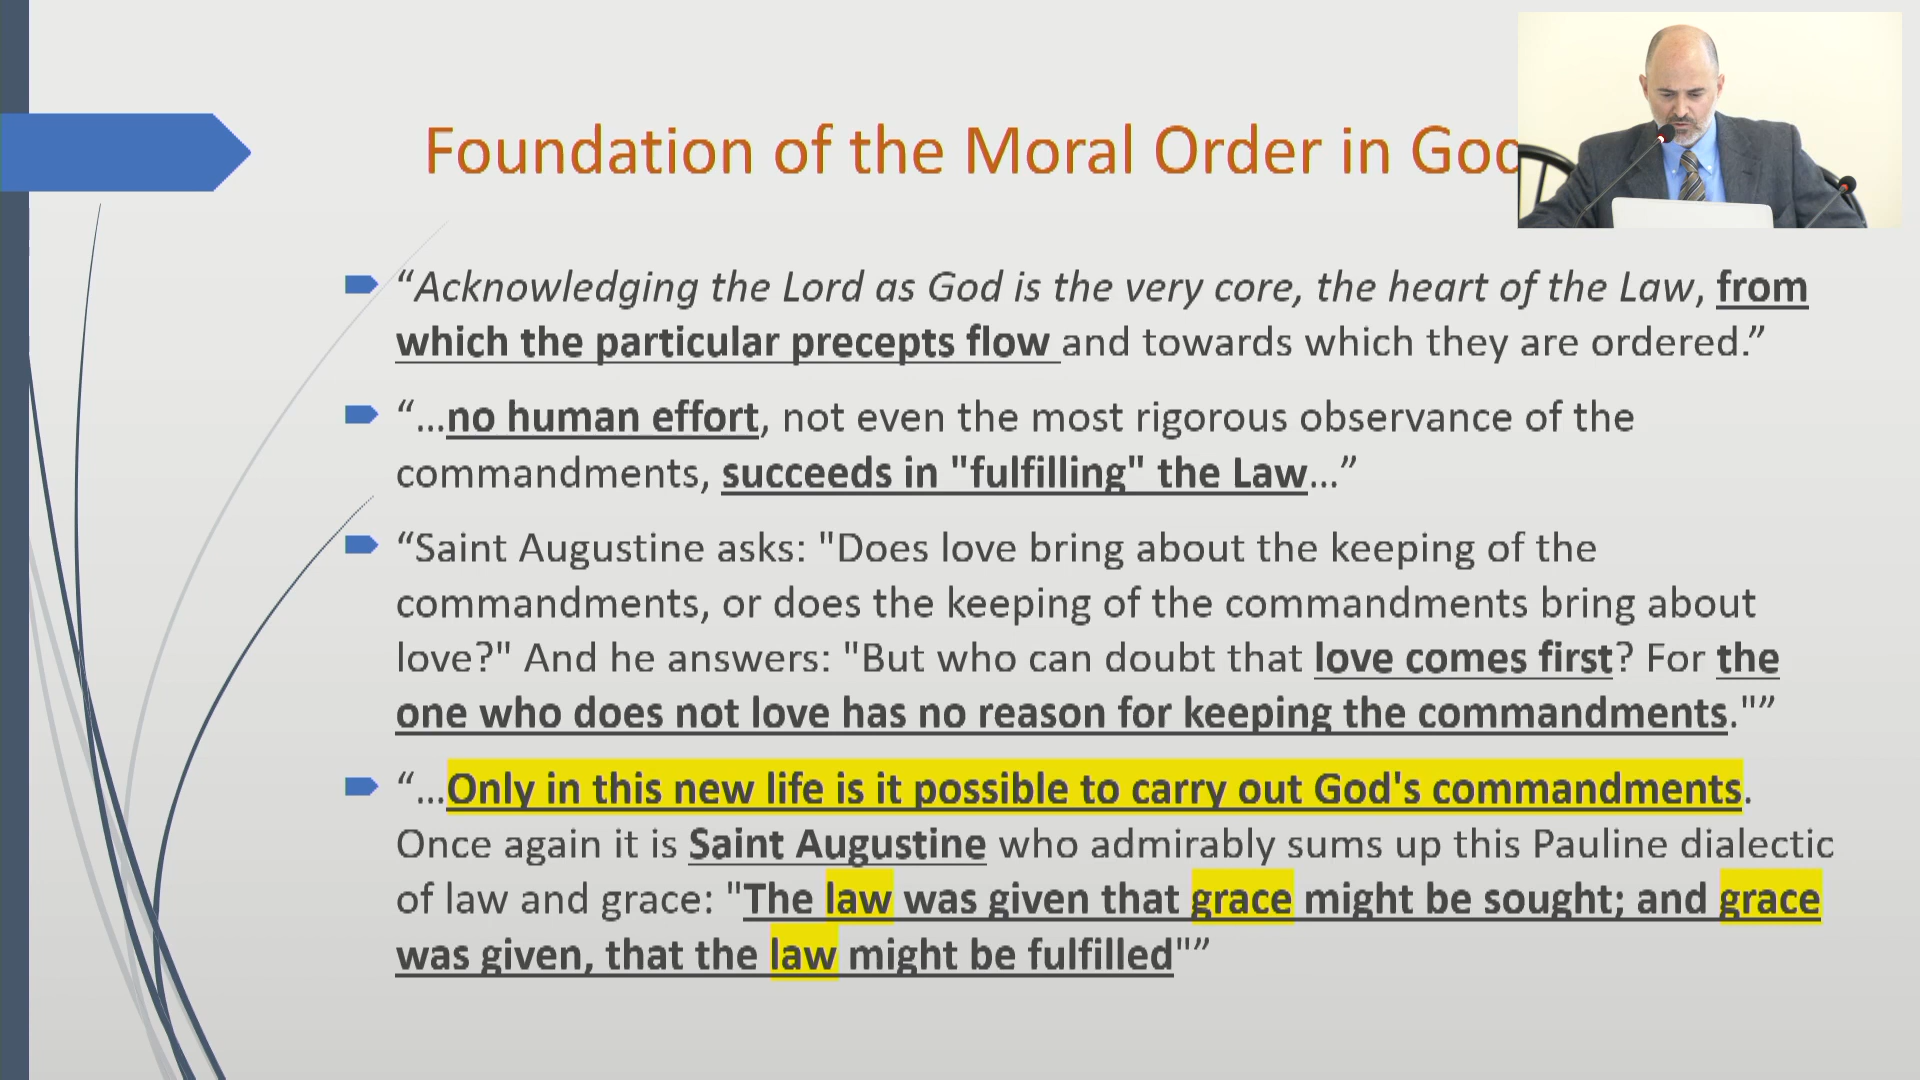 Foundation of the Moral Order in Go
“Acknowledging the Lord as God is the very core, the heart of the Law, from
which the particular precepts flow and towards which they are ordered.”
“…no human effort, not even the most rigorous observance of the
commandments, succeeds in "fulfilling" the Law…”
“Saint Augustine asks: "Does love bring about the keeping of the
commandments, or does the keeping of the commandments bring about
love?" And he answers: "But who can doubt that love comes first? For the
one who does not love has no reason for keeping the commandments."”
“…Only in this new life is it possible to carry out God's commandments.
Once again it is Saint Augustine who admirably sums up this Pauline dialectic
of law and grace: "The law was given that grace might be sought; and grace
was given, that the law might be fulfilled"”